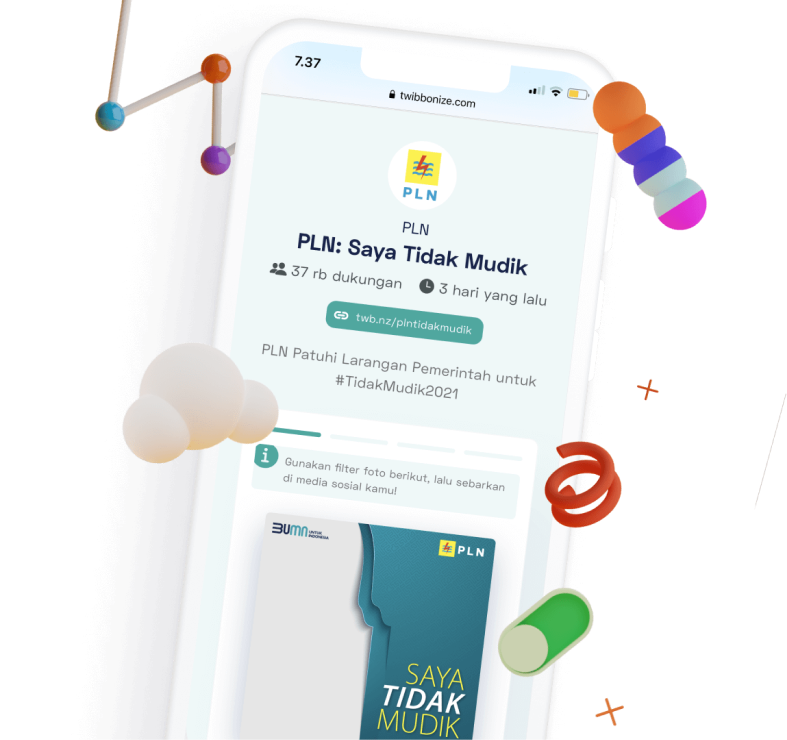 7.37
twibbonize.com
PLN
PLN
PLN: Saya Tidak Mudik
37 rb dukungan 3 hari yang lalu
twb.nz/plntidakmudik
PLN Patuhi Larangan Pemerintah untuk
#TidakMudik2021
i
Gunakan filter foto berikut, lalu sebarkan
di media sosial kamu!
BUMN UNTUK
INDONESIA
PLN
SAYA
TIDAK
MUDIK